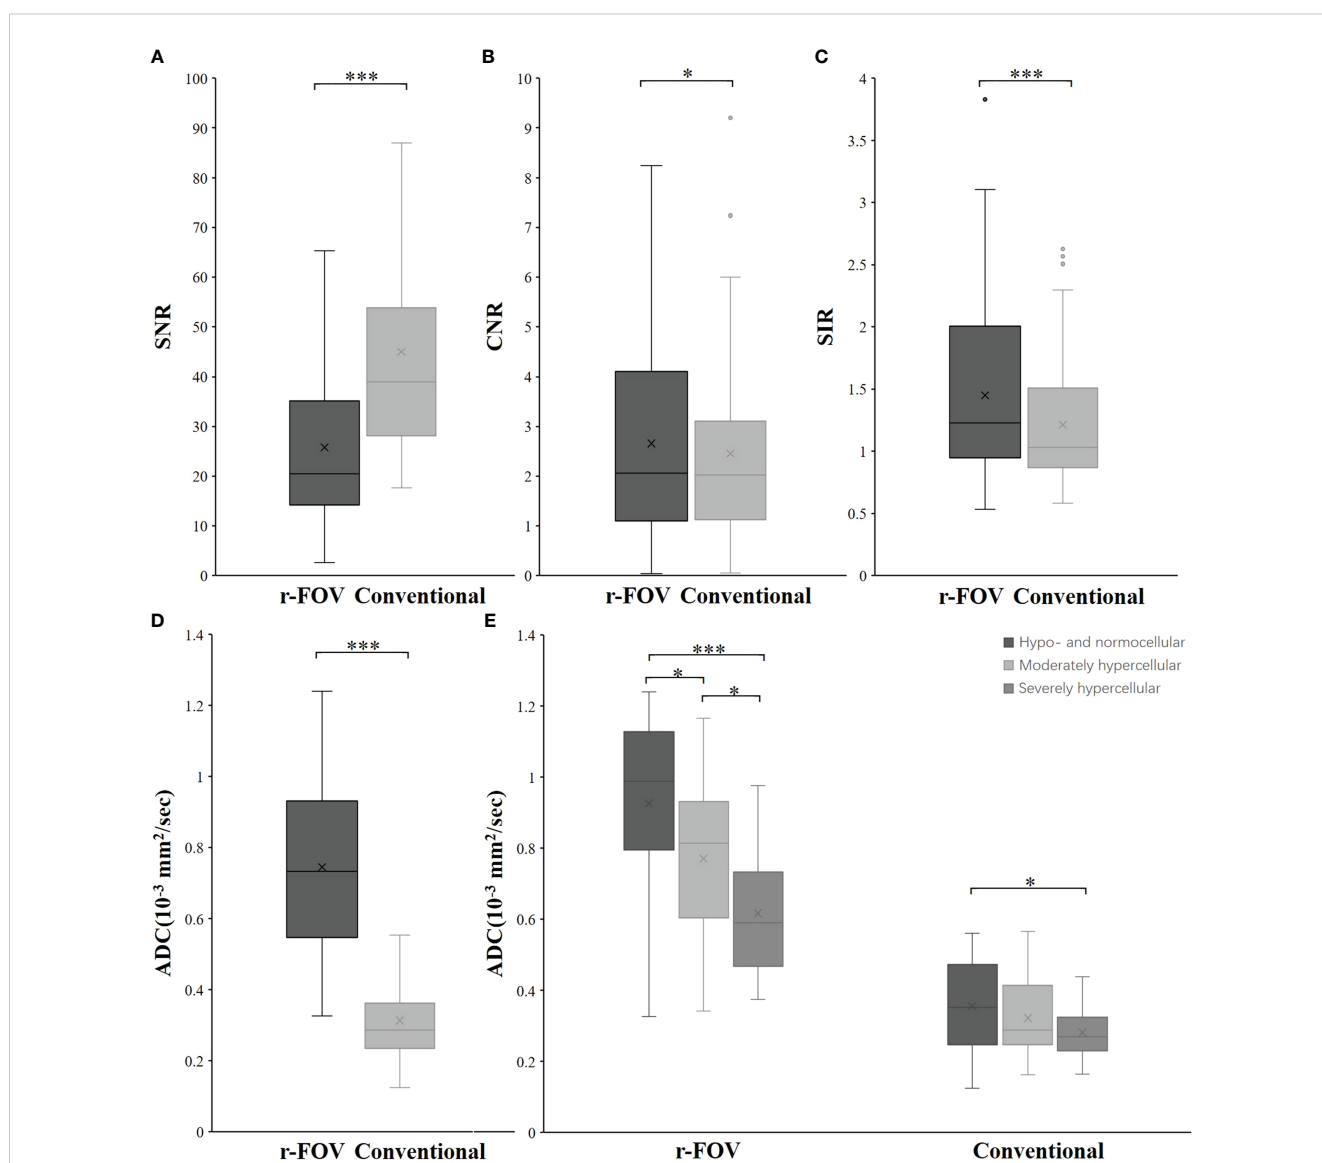 A
***
100
90
80
70
60
50
40
30
20
10
0
SNR
r-FOV Conventional
B
*
10
9
8
7
6
5
4
3
2
1
0
CNR
r-FOV Conventional
C
***
4
3.5
3
2.5
2
1.5
1
0.5
0
SIR
r-FOV Conventional
D
***
1.4
1.2
1
0.8
0.6
0.4
0.2
0
ADC(10-3 mm2/sec)
r-FOV Conventional
E
***
*
*
*
1.4
1.2
1
0.8
0.6
0.4
0.2
0
ADC(10-3 mm2/sec)
r-FOV
Conventional
Hypo- and normocellular
Moderately hypercellular
Severely hypercellular